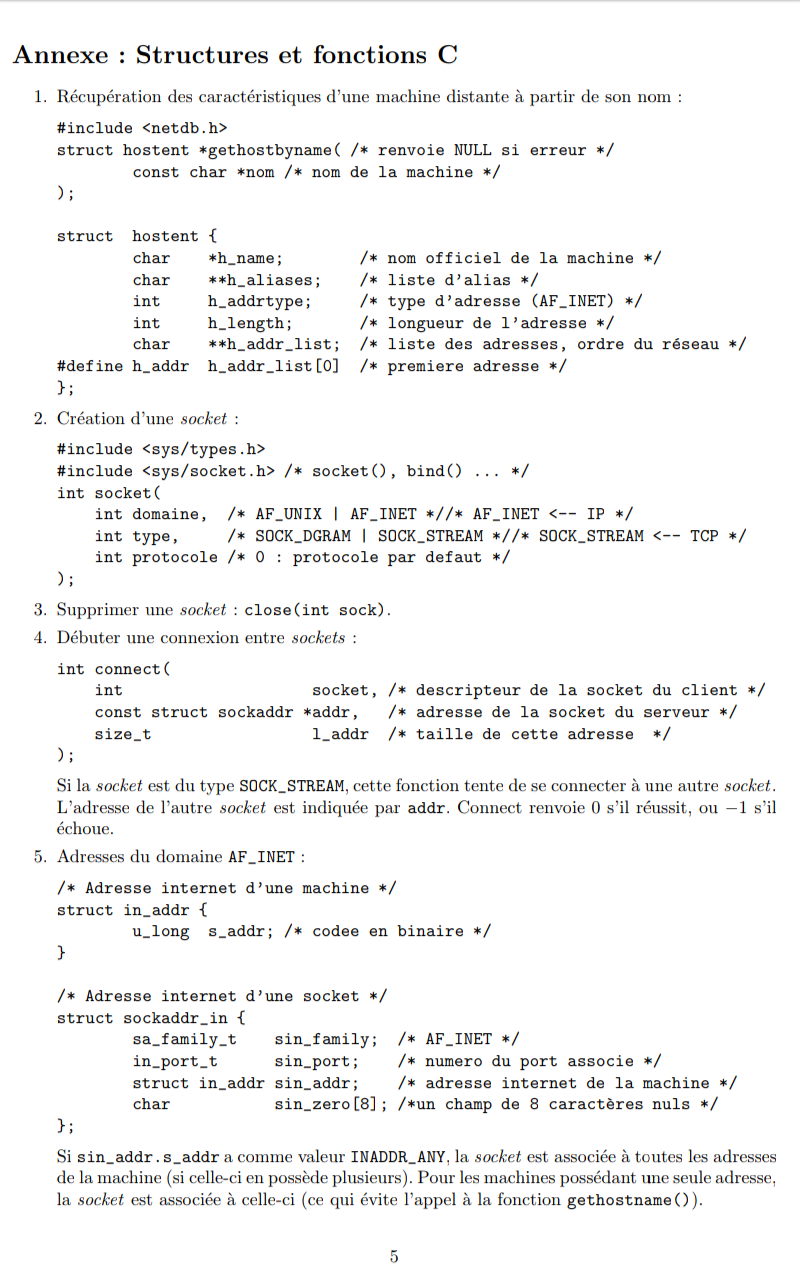 Annexe : Structures et fonctions C
1. Récupération des caractéristiques d'une machine distante à partir de son nom :
#include <netdb.h>
struct hostent *gethostbyname( /* renvoie NULL si erreur */
        const char *nom /* nom de la machine */
);
struct  hostent {
        char    *h_name;        /* nom officiel de la machine */
        char    **h_aliases;    /* liste d'alias */
        int     h_addrtype;     /* type d'adresse (AF_INET) */
        int     h_length;       /* longueur de l'adresse */
        char    **h_addr_list;  /* liste des adresses, ordre du réseau */
#define h_addr  h_addr_list[0]  /* premiere adresse */
};
2. Création d'une socket :
#include <sys/types.h>
#include <sys/socket.h> /* socket(), bind() ... */
int socket(
    int domaine,  /* AF_UNIX | AF_INET *//* AF_INET <-- IP */
    int type,     /* SOCK_DGRAM | SOCK_STREAM *//* SOCK_STREAM <-- TCP */
    int protocole /* 0 : protocole par defaut */
);
3. Supprimer une socket : close(int sock).
4. Débuter une connexion entre sockets :
int connect(
    int                    socket, /* descripteur de la socket du client */
    const struct sockaddr *addr,   /* adresse de la socket du serveur */
    size_t                 l_addr  /* taille de cette adresse  */
);
Si la socket est du type SOCK_STREAM, cette fonction tente de se connecter à une autre socket.
L'adresse de l'autre socket est indiquée par addr. Connect renvoie 0 s'il réussit, ou −1 s'il
échoue.
5. Adresses du domaine AF_INET :
/* Adresse internet d'une machine */
struct in_addr {
        u_long  s_addr; /* codee en binaire */
}
/* Adresse internet d'une socket */
struct sockaddr_in {
        sa_family_t    sin_family;  /* AF_INET */
        in_port_t      sin_port;    /* numero du port associe */
        struct in_addr sin_addr;    /* adresse internet de la machine */
        char           sin_zero[8]; /*un champ de 8 caractères nuls */
};
Si sin_addr.s_addr a comme valeur INADDR_ANY, la socket est associée à toutes les adresses
de la machine (si celle-ci en possède plusieurs). Pour les machines possédant une seule adresse,
la socket est associée à celle-ci (ce qui évite l'appel à la fonction gethostname()).
5